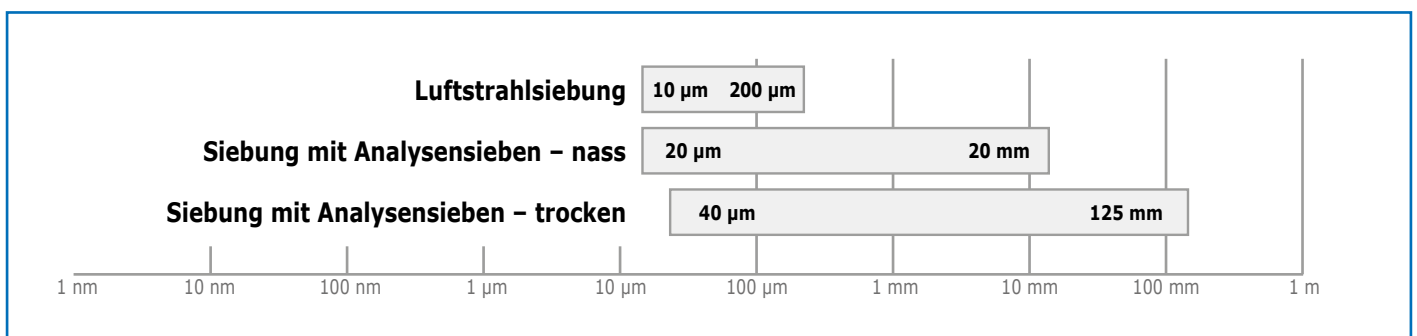 Luftstrahlsiebung 10 µm 200 µm
Siebung mit Analysensieben – nass 20 µm 20 mm
Siebung mit Analysensieben – trocken 40 µm 125 mm
1 nm 10 nm 100 nm 1 µm 10 µm 100 µm 1 mm 10 mm 100 mm 1 m